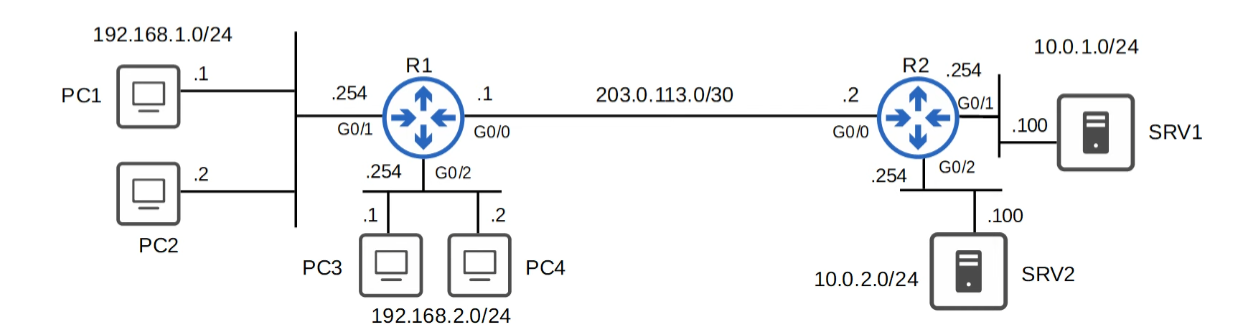 192.168.1.0/24
PC1
.1
.254
G0/1
R1
.1
G0/0
203.0.113.0/30
.2
G0/0
R2
.254
G0/1
10.0.1.0/24
.100
SRV1
.2
PC2
.254
G0/2
.1
.2
PC3
PC4
192.168.2.0/24
.254
G0/2
.100
10.0.2.0/24
SRV2